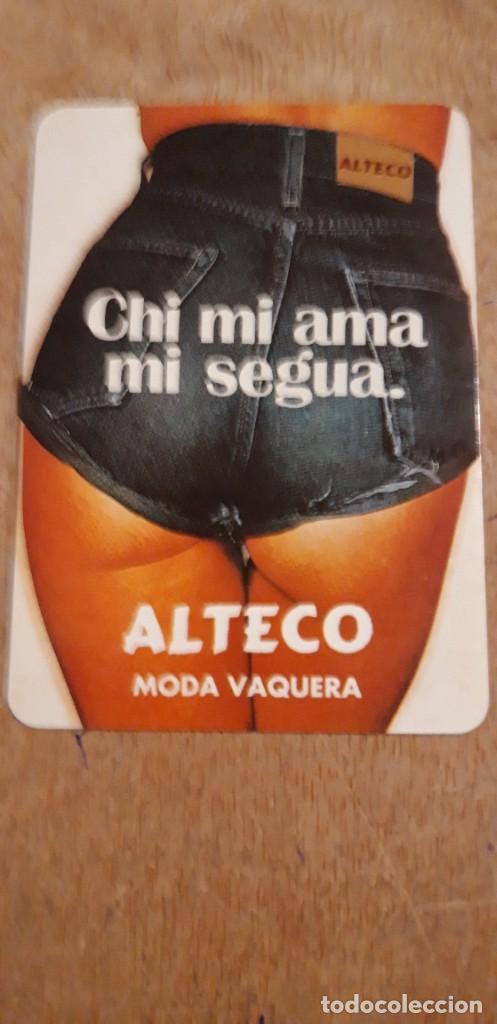 ALTECO
Chi mi ama
mi segua.
ALTECO
MODA VAQUERA
todocoleccion